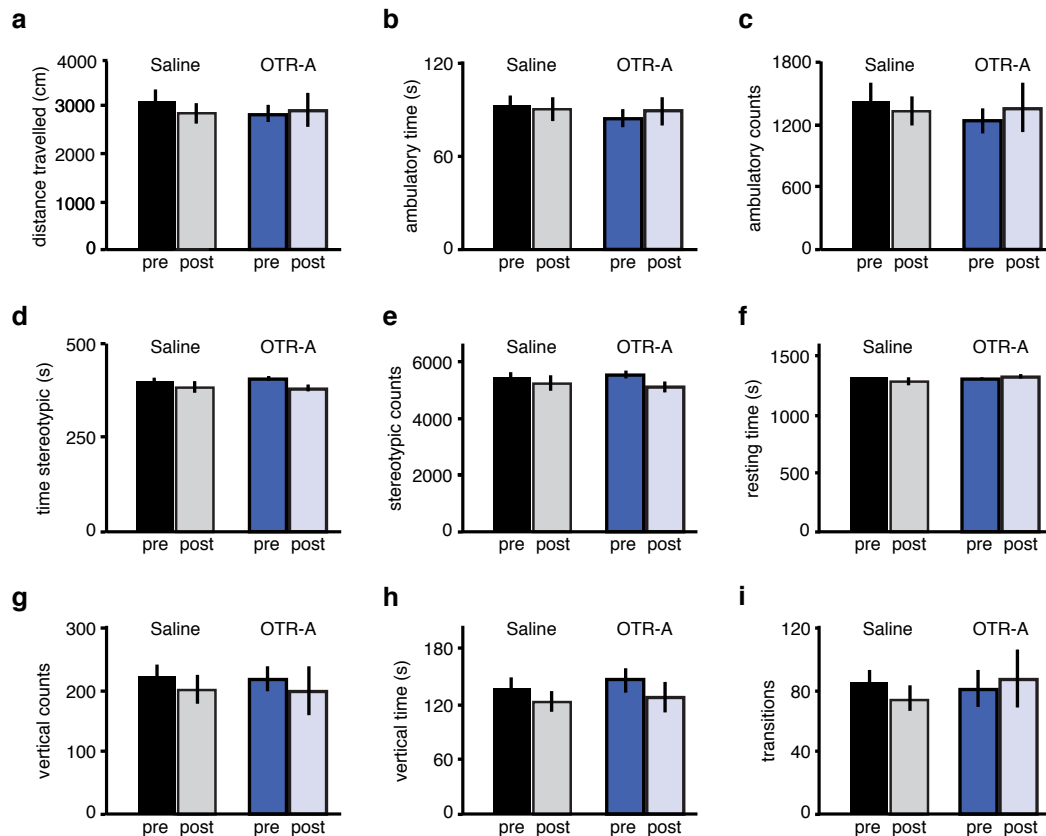 a
distance travelled (cm)
4000
3000
2000
1000
0
Saline
OTR-A
pre post
pre post
b
ambulatory time (s)
120
60
0
Saline
OTR-A
pre post
pre post
c
ambulatory counts
1800
1200
600
0
Saline
OTR-A
pre post
pre post
d
time stereotypic (s)
500
250
0
Saline
OTR-A
pre post
pre post
e
stereotypic counts
6000
4000
2000
0
Saline
OTR-A
pre post
pre post
f
resting time (s)
1500
1000
500
0
Saline
OTR-A
pre post
pre post
g
vertical counts
300
200
100
0
Saline
OTR-A
pre post
pre post
h
vertical time (s)
180
120
60
0
Saline
OTR-A
pre post
pre post
i
transitions
120
80
40
0
Saline
OTR-A
pre post
pre post